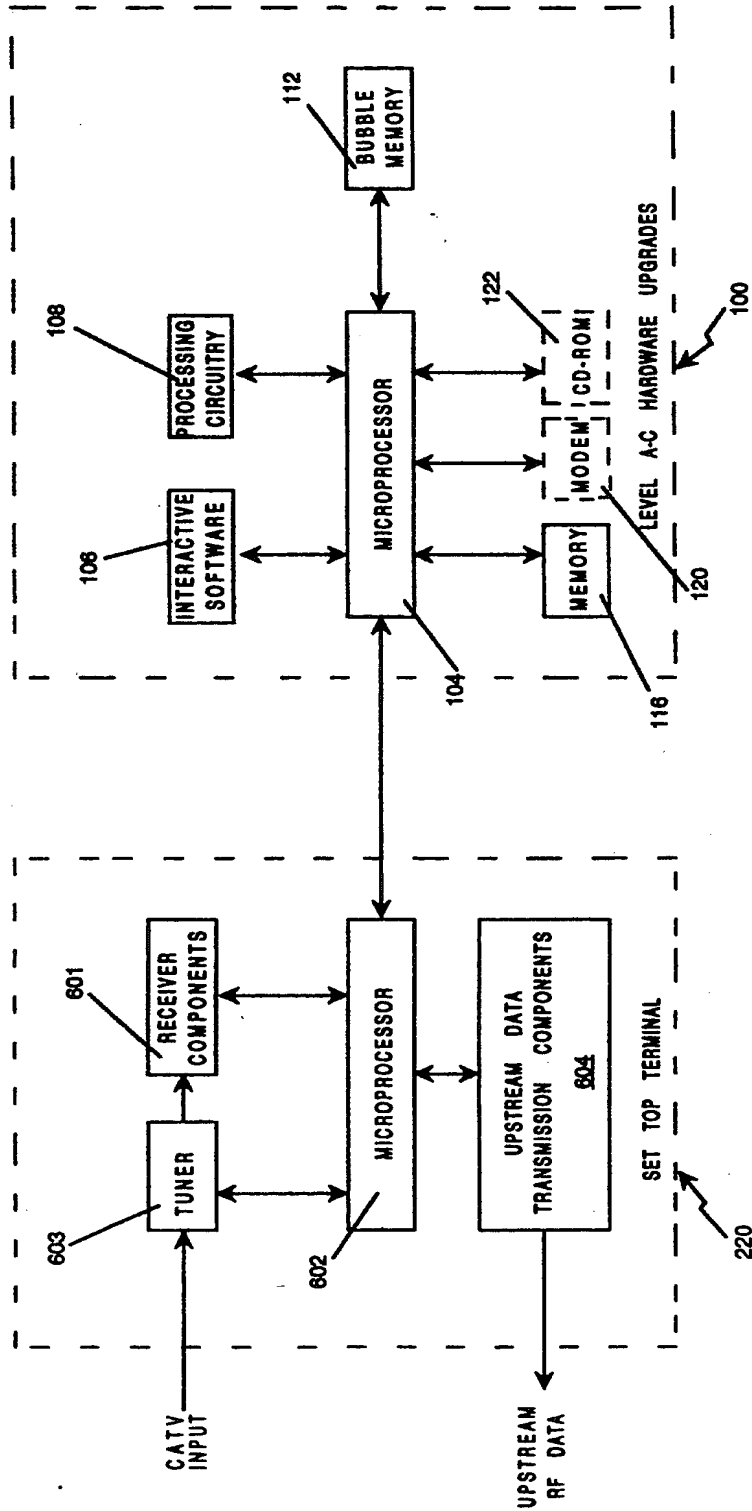 CATV
INPUT
603
TUNER
601
RECEIVER
COMPONENTS
602
MICROPROCESSOR
UPSTREAM DATA
TRANSMISSION COMPONENTS
604
UPSTREAM
RF DATA
SET TOP TERMINAL
220
106
INTERACTIVE
SOFTWARE
108
PROCESSING
CIRCUITRY
MICROPROCESSOR
104
112
BUBBLE
MEMORY
MEMORY
116
MODEM
120
CD-ROM
122
LEVEL A-C HARDWARE UPGRADES
100